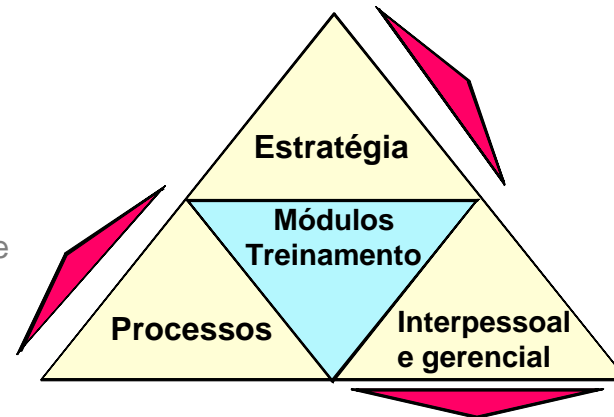 Estratégia
Módulos
Treinamento
e
Processos
Interpessoal
e gerencial